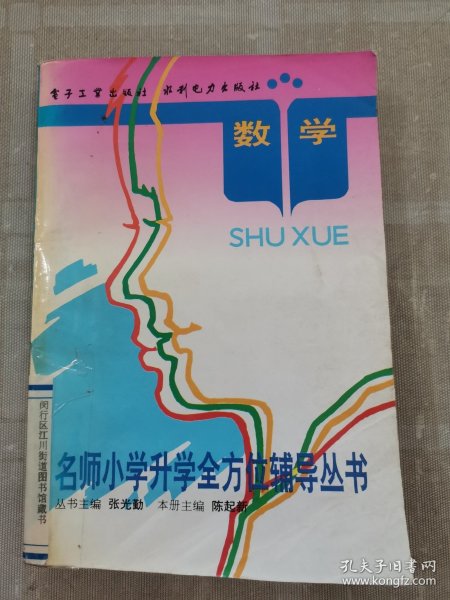 电子工业出版社 水利电力出版社
数学
SHU XUE
名师小学升学全方位辅导丛书
丛书主编 张光勤 本册主编 陈起新
闵行区江川街道图书馆藏书
孔夫子旧书网
www.kongfz.com